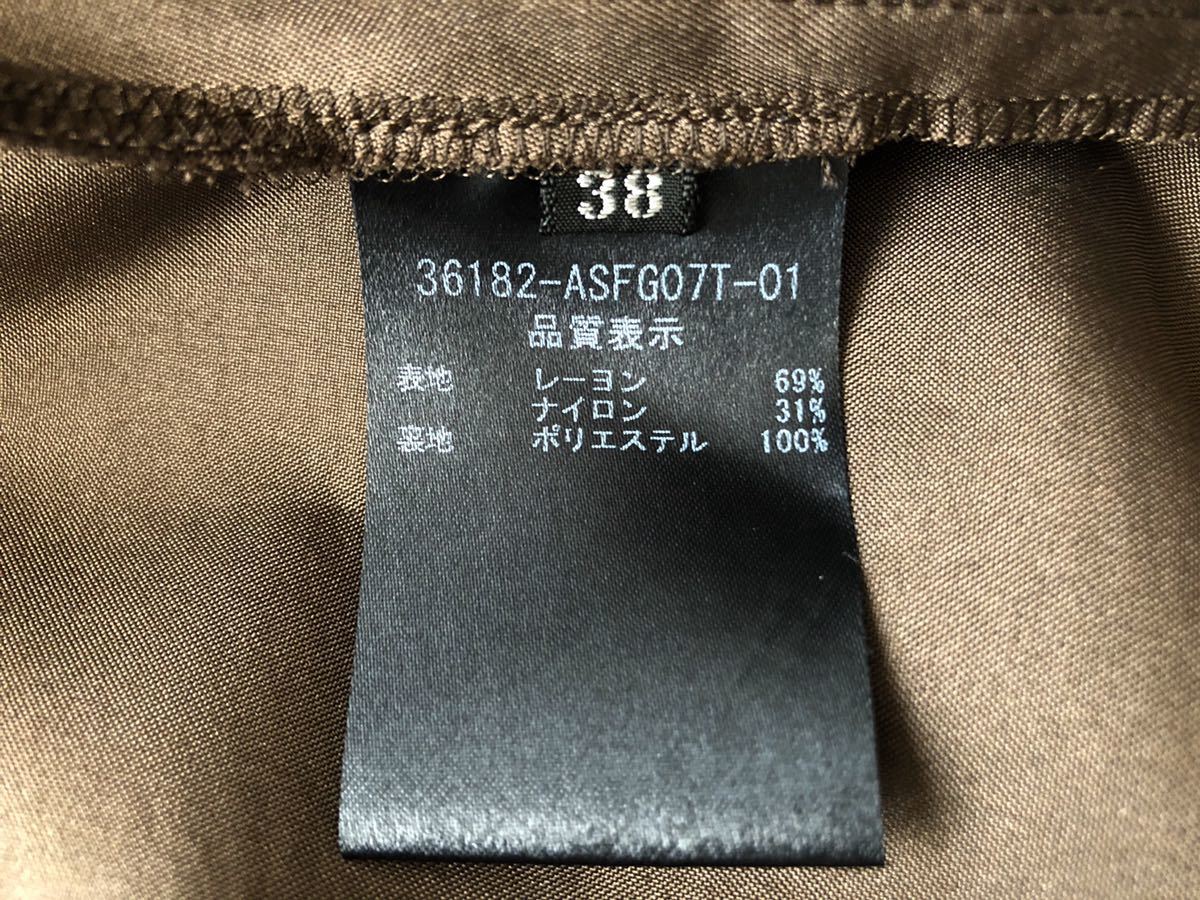 38
36182-ASFG07T-01
品質表示
表地 レーヨン 69%
ナイロン 31%
裏地 ポリエステル 100%